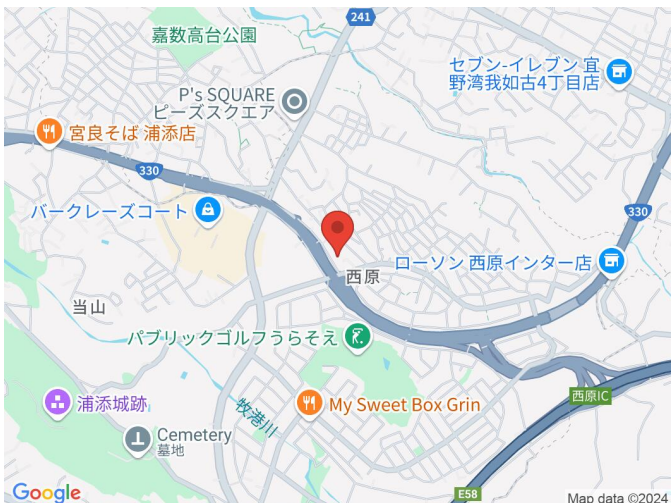 嘉数高台公園
241
セブン-イレブン 宜
野湾我如古4丁目店
P's SQUARE
ピーズスクエア
宮良そば 浦添店
330
バークレーズコート
330
ローソン 西原インター店
西原
当山
パブリックゴルフうらそえ
浦添城跡
牧港川
My Sweet Box Grin
西原IC
Cemetery
墓地
E58
Google
Map data ©2024